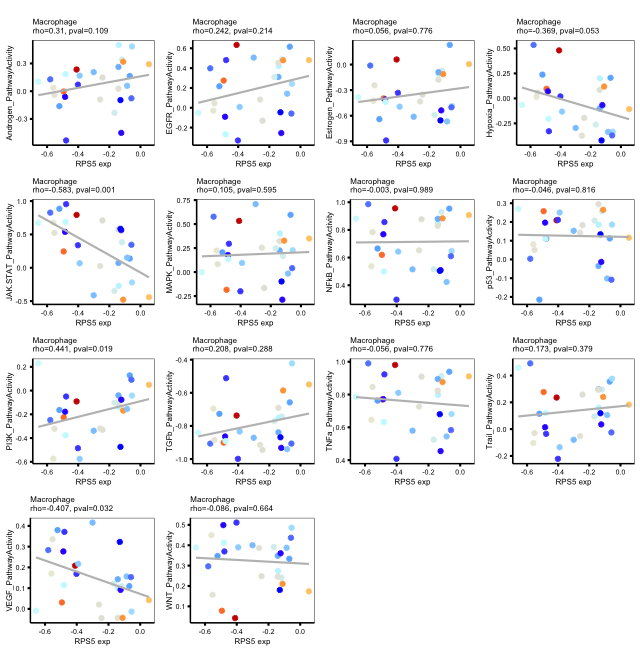 Macrophage
rho=0.31, pval=0.109
Androgen_PathwayActivity
0.3
0.0
-0.3
-0.6
-0.4
-0.2
0.0
RPS5 exp
Macrophage
rho=0.242, pval=0.214
EGFR_PathwayActivity
0.6
0.4
0.2
0.0
-0.2
-0.6
-0.4
-0.2
0.0
RPS5 exp
Macrophage
rho=0.056, pval=0.776
Estrogen_PathwayActivity
0.0
-0.3
-0.6
-0.9
-0.6
-0.4
-0.2
0.0
RPS5 exp
Macrophage
rho=-0.369, pval=0.053
Hypoxia_PathwayActivity
0.50
0.25
0.00
-0.25
-0.6
-0.4
-0.2
0.0
RPS5 exp
Macrophage
rho=-0.583, pval=0.001
JAK.STAT_PathwayActivity
1.0
0.5
0.0
-0.5
-0.6
-0.4
-0.2
0.0
RPS5 exp
Macrophage
rho=0.105, pval=0.595
MAPK_PathwayActivity
0.75
0.50
0.25
0.00
-0.25
-0.6
-0.4
-0.2
0.0
RPS5 exp
Macrophage
rho=-0.003, pval=0.989
NFkB_PathwayActivity
1.0
0.8
0.6
0.4
-0.6
-0.4
-0.2
0.0
RPS5 exp
Macrophage
rho=-0.046, pval=0.816
p53_PathwayActivity
0.3
0.2
0.1
0.0
-0.1
-0.2
-0.6
-0.4
-0.2
0.0
RPS5 exp
Macrophage
rho=0.441, pval=0.019
PI3K_PathwayActivity
0.2
0.0
-0.2
-0.4
-0.6
-0.6
-0.4
-0.2
0.0
RPS5 exp
Macrophage
rho=0.208, pval=0.288
TGFb_PathwayActivity
-0.4
-0.6
-0.8
-1.0
-0.6
-0.4
-0.2
0.0
RPS5 exp
Macrophage
rho=-0.056, pval=0.776
TNFa_PathwayActivity
1.0
0.8
0.6
0.4
-0.6
-0.4
-0.2
0.0
RPS5 exp
Macrophage
rho=0.173, pval=0.379
Trail_PathwayActivity
0.4
0.2
0.0
-0.2
-0.6
-0.4
-0.2
0.0
RPS5 exp
Macrophage
rho=-0.407, pval=0.032
VEGF_PathwayActivity
0.4
0.3
0.2
0.1
0.0
-0.6
-0.4
-0.2
0.0
RPS5 exp
Macrophage
rho=-0.086, pval=0.664
WNT_PathwayActivity
0.5
0.4
0.3
0.2
0.1
-0.6
-0.4
-0.2
0.0
RPS5 exp